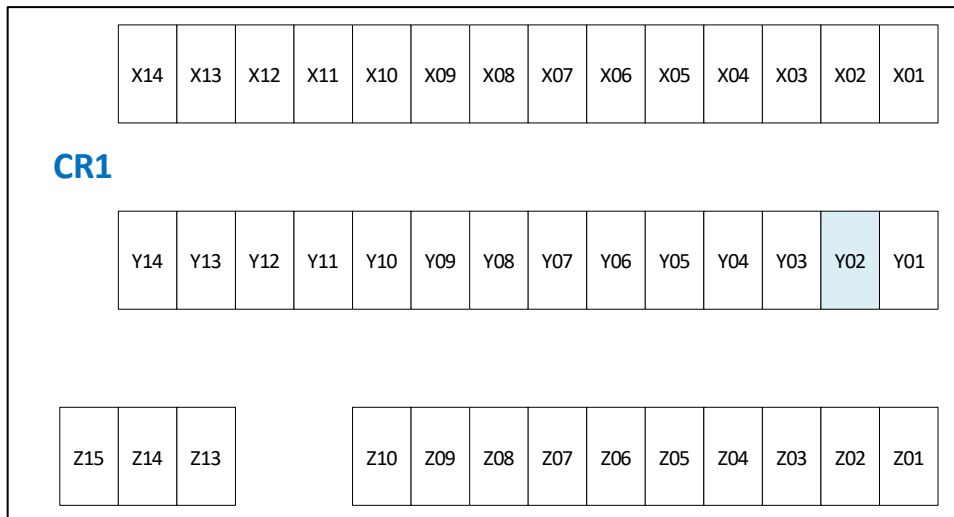 X14 X13 X12 X11 X10 X09 X08 X07 X06 X05 X04 X03 X02 X01
CR1
Y14 Y13 Y12 Y11 Y10 Y09 Y08 Y07 Y06 Y05 Y04 Y03 Y02 Y01
Z15 Z14 Z13 Z10 Z09 Z08 Z07 Z06 Z05 Z04 Z03 Z02 Z01